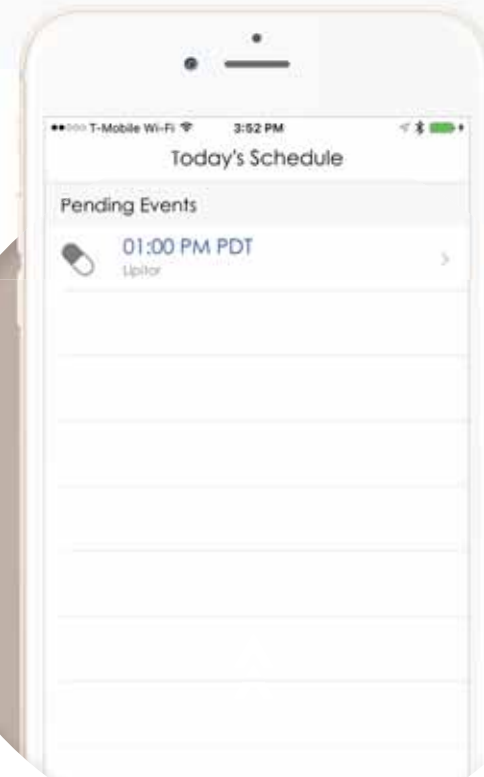 T-Mobile Wi-Fi 3:52 PM
Today's Schedule
Pending Events
01:00 PM PDT
Lipitor